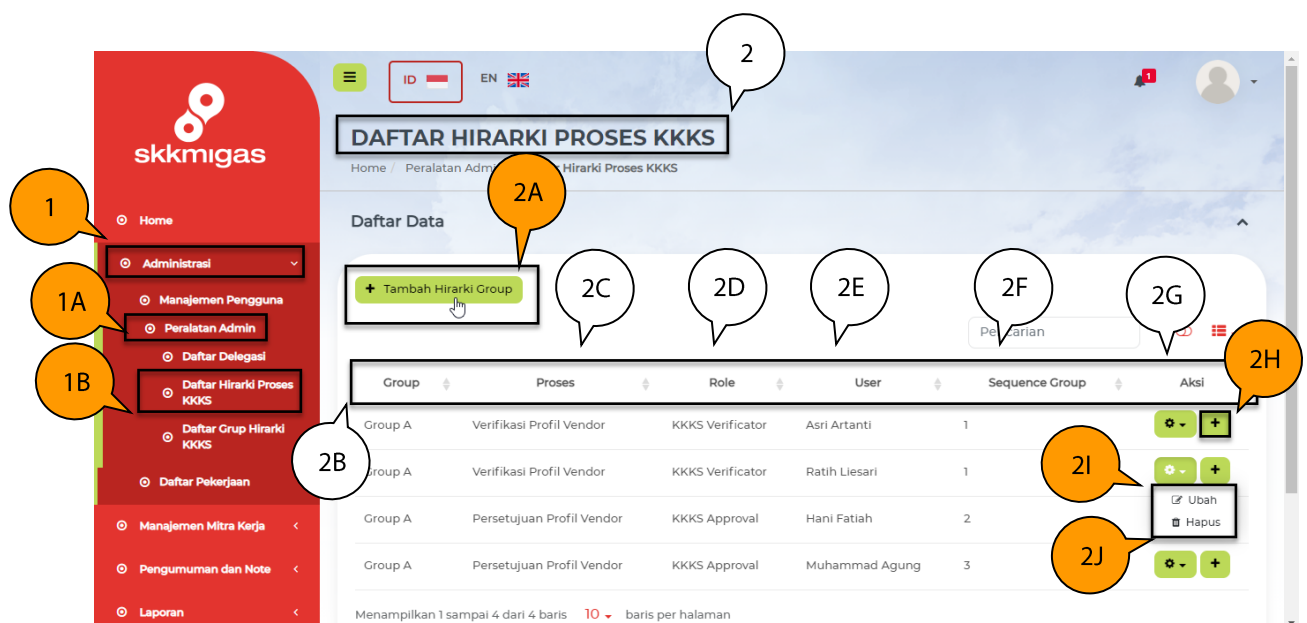 2
ID EN
1
DAFTAR HIRARKI PROSES KKKS
skkmigas
Home / Peralatan Adm Hirarki Proses KKKS
2A
1
Home
Daftar Data
Administrasi
2C 2D 2E 2F 2G
+ Tambah Hirarki Group
1A
Manajemen Pengguna
Peralatan Admin
Daftar Delegasi
2H
1B
Daftar Hirarki Proses
KKKS
Group Proses Role User Sequence Group Aksi
Daftar Grup Hirarki
KKKS
Group A Verifikasi Profil Vendor KKKS Verificator Asri Artanti 1
2B
2I
Group A Verifikasi Profil Vendor KKKS Verificator Ratih Liesari 1
Daftar Pekerjaan
Ubah
Hapus
Group A Persetujuan Profil Vendor KKKS Approval Hani Fatiah 2
Manajemen Mitra Kerja
2J
Group A Persetujuan Profil Vendor KKKS Approval Muhammad Agung 3
Pengumuman dan Note
Laporan
Menampilkan 1 sampai 4 dari 4 baris 10 baris per halaman